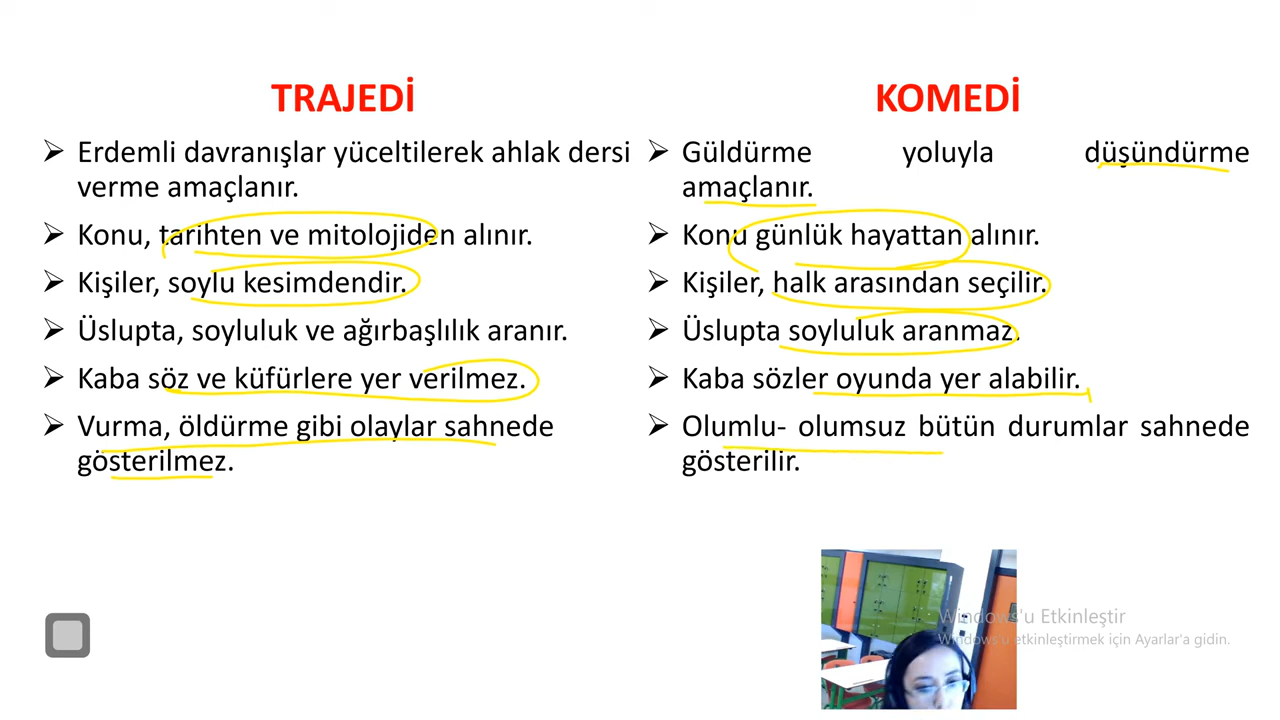 TRAJEDİ
Erdemli davranışlar yüceltilerek ahlak dersi
verme amaçlanır.
Konu, tarihten ve mitolojiden alınır.
Kişiler, soylu kesimdendir.
Üslupta, soyluluk ve ağırbaşlılık aranır.
Kaba söz ve küfürlere yer verilmez.
Vurma, öldürme gibi olaylar sahnede
gösterilmez.
KOMEDİ
Güldürme yoluyla düşündürme
amaçlanır.
Konu günlük hayattan alınır.
Kişiler, halk arasından seçilir.
Üslupta soyluluk aranmaz.
Kaba sözler oyunda yer alabilir.
Olumlu- olumsuz bütün durumlar sahnede
gösterilir.
Windows'u Etkinleştir
Windows'u etkinleştirmek için Ayarlar'a gidin.